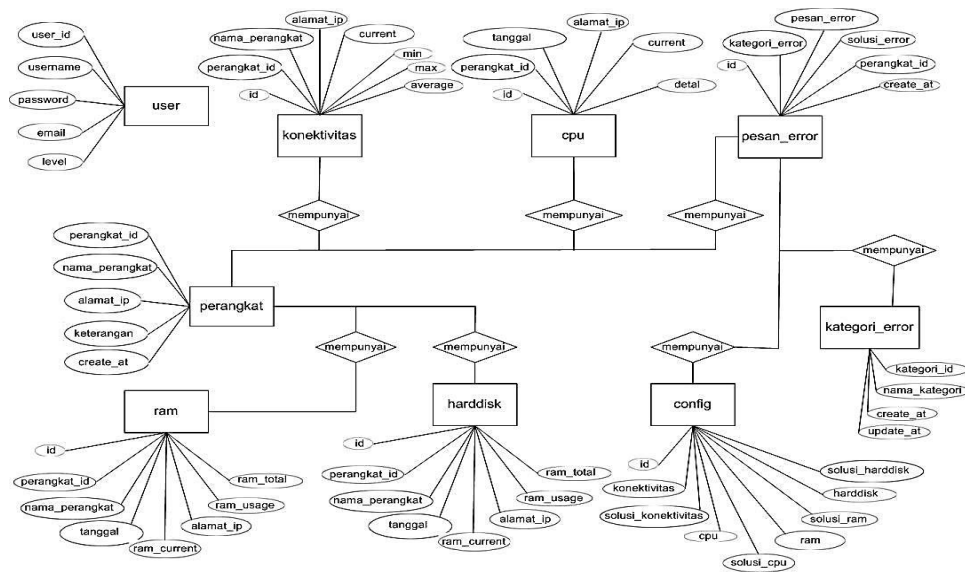 user_id
username
password
email
level
user
alamat_ip
nama_perangkat
current
perangkat_id
min
max
id
average
konektivitas
alamat_ip
tanggal
current
perangkat_id
id
detal
cpu
pesan_error
kategori_error
solusi_error
id
perangkat_id
create_at
pesan_error
mempunyai
mempunyai
mempunyai
mempunyai
perangkat_id
nama_perangkat
alamat_ip
keterangan
create_at
perangkat
mempunyai
mempunyai
mempunyai
kategori_error
kategori_id
nama_kategori
create_at
update_at
ram
id
perangkat_id
nama_perangkat
tanggal
ram_current
alamat_ip
ram_usage
ram_total
harddisk
id
perangkat_id
nama_perangkat
tanggal
ram_current
alamat_ip
ram_usage
ram_total
config
id
konektivitas
solusi_konektivitas
cpu
solusi_cpu
ram
solusi_ram
harddisk
solusi_harddisk